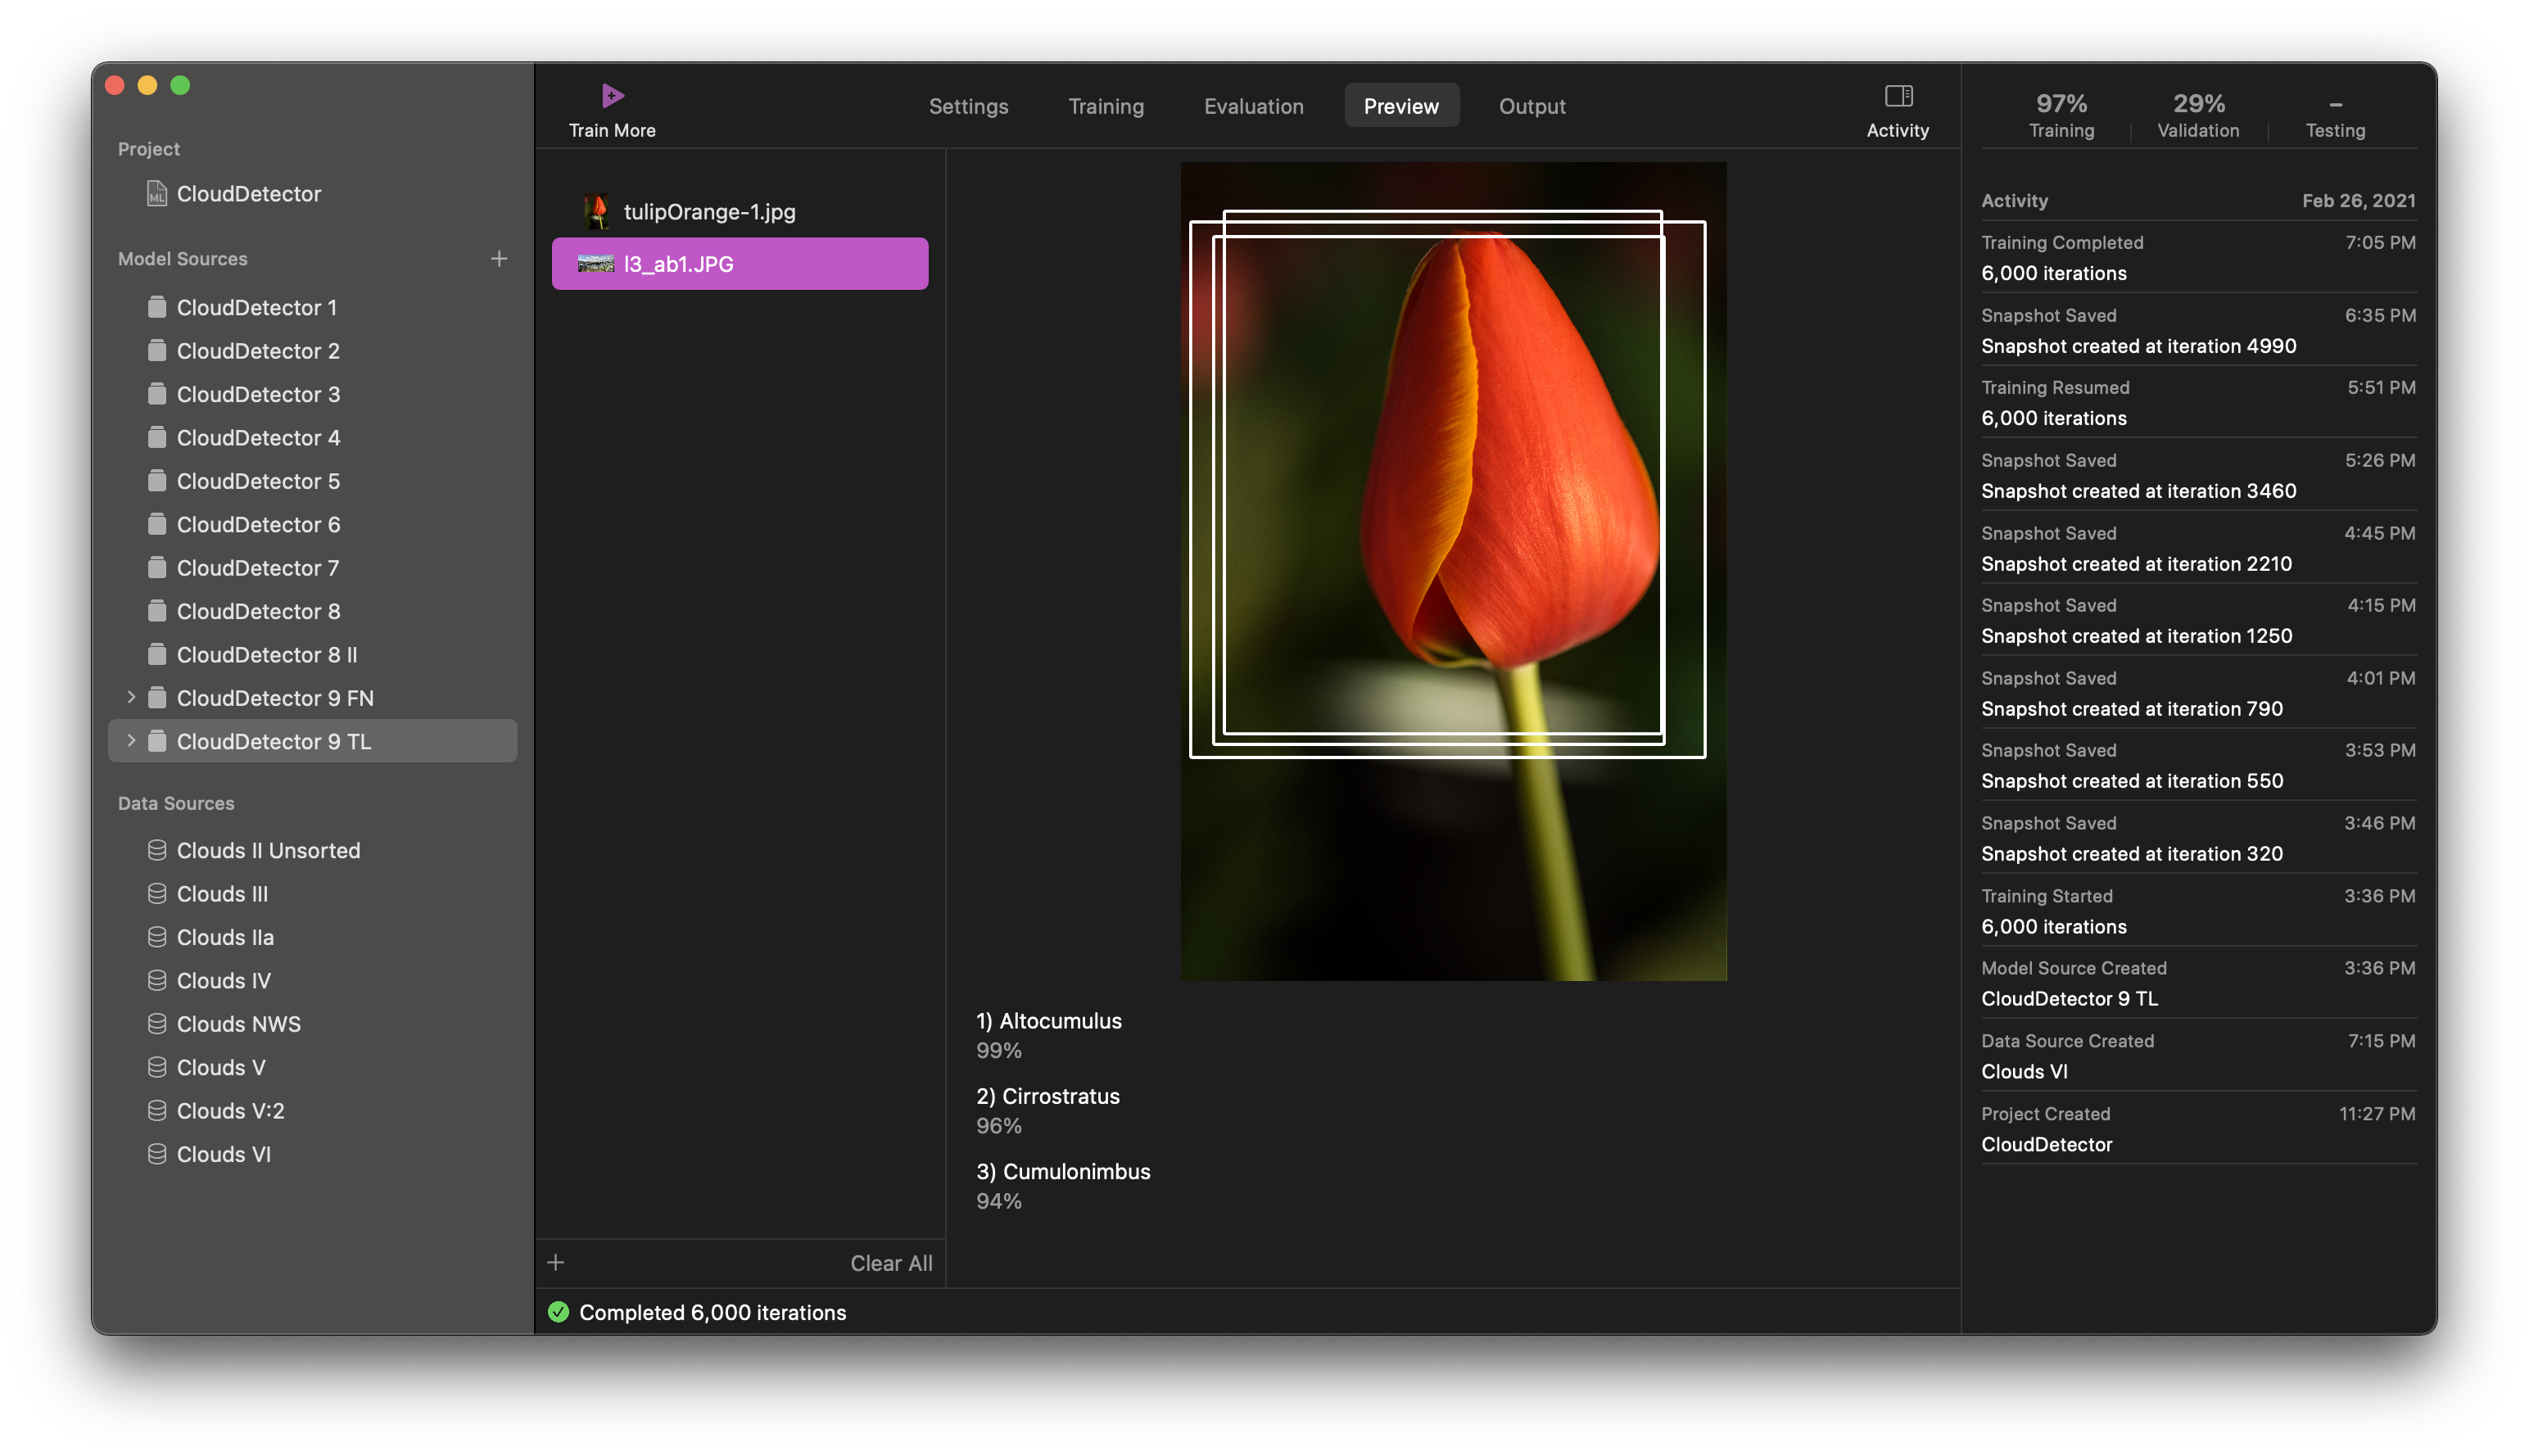 Project
CloudDetector
Model Sources
CloudDetector 1
CloudDetector 2
CloudDetector 3
CloudDetector 4
CloudDetector 5
CloudDetector 6
CloudDetector 7
CloudDetector 8
CloudDetector 8 II
CloudDetector 9 FN
CloudDetector 9 TL
Data Sources
Clouds II Unsorted
Clouds III
Clouds IIa
Clouds IV
Clouds NWS
Clouds V
Clouds V:2
Clouds VI
Train More
Settings Training Evaluation Preview Output
Activity
tulipOrange-1.jpg
l3_ab1.JPG
Clear All
1) Altocumulus
99%
2) Cirrostratus
96%
3) Cumulonimbus
94%
Completed 6,000 iterations
97% 29% –
Training Validation Testing
Activity Feb 26, 2021
Training Completed 7:05 PM
6,000 iterations
Snapshot Saved 6:35 PM
Snapshot created at iteration 4990
Training Resumed 5:51 PM
6,000 iterations
Snapshot Saved 5:26 PM
Snapshot created at iteration 3460
Snapshot Saved 4:45 PM
Snapshot created at iteration 2210
Snapshot Saved 4:15 PM
Snapshot created at iteration 1250
Snapshot Saved 4:01 PM
Snapshot created at iteration 790
Snapshot Saved 3:53 PM
Snapshot created at iteration 550
Snapshot Saved 3:46 PM
Snapshot created at iteration 320
Training Started 3:36 PM
6,000 iterations
Model Source Created 3:36 PM
CloudDetector 9 TL
Data Source Created 7:15 PM
Clouds VI
Project Created 11:27 PM
CloudDetector